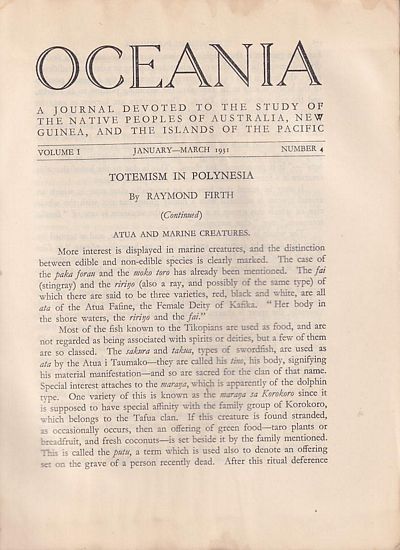 OCEANIA
A JOURNAL DEVOTED TO THE STUDY OF
THE NATIVE PEOPLES OF AUSTRALIA, NEW
GUINEA, AND THE ISLANDS OF THE PACIFIC
VOLUME I JANUARY—MARCH 1931 NUMBER 4
TOTEMISM IN POLYNESIA
By RAYMOND FIRTH
(Continued)
ATUA AND MARINE CREATURES.
More interest is displayed in marine creatures, and the distinction
between edible and non-edible species is clearly marked. The case of
the paka foran and the moko toro has already been mentioned. The fai
(stingray) and the ririŋo (also a ray, and possibly of the same type) of
which there are said to be three varieties, red, black and white, are all
ata of the Atua Fafine, the Female Deity of Kafika. " Her body in
the shore waters, the ririŋo and the fai."
Most of the fish known to the Tikopians are used as food, and are
not regarded as being associated with spirits or deities, but a few of them
are so classed. The sakura and takua, types of swordfish, are used as
ata by the Atua i Taumako—they are called his tino, his body, signifying
his material manifestation—and so are sacred for the clan of that name.
Special interest attaches to the maraŋa, which is apparently of the dolphin
type. One variety of this is known as the maraŋa sa Korokoro since it
is supposed to have special affinity with the family group of Korokoro,
which belongs to the Tafua clan. If this creature is found stranded,
as occasionally occurs, then an offering of green food—taro plants or
breadfruit, and fresh coconuts—is set beside it by the family mentioned.
This is called the putu, a term which is used also to denote an offering
set on the grave of a person recently dead. After this ritual deference